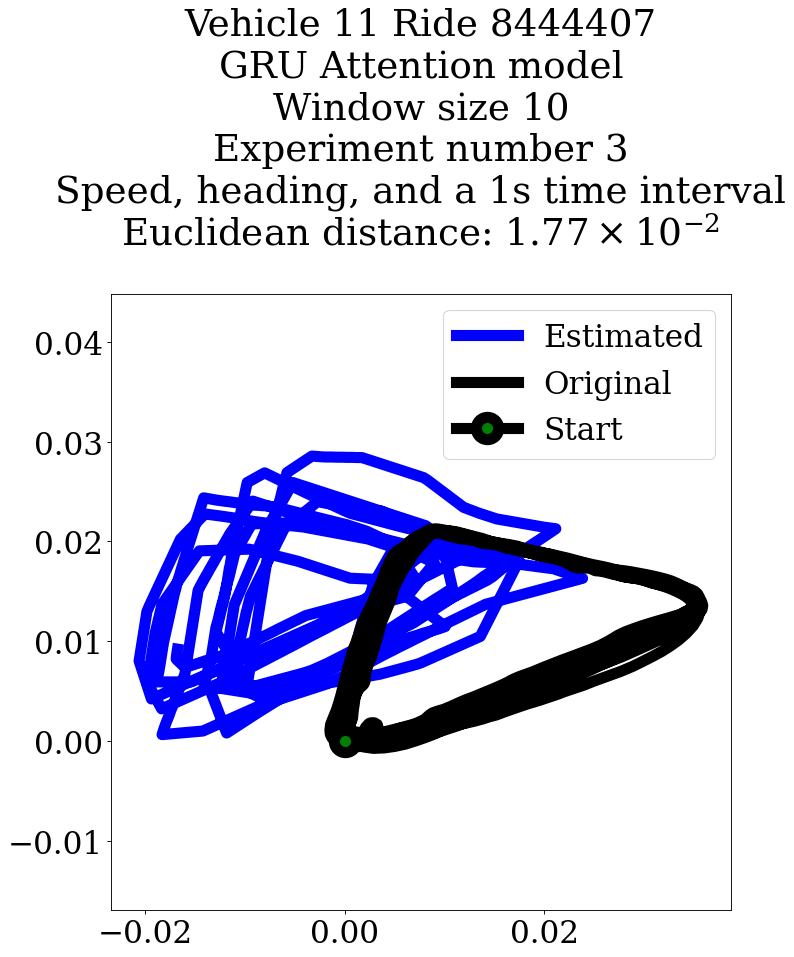 Vehicle 11 Ride 8444407
GRU Attention model
Window size 10
Experiment number 3
Speed, heading, and a 1s time interval
Euclidean distance: 1.77 × 10⁻²
Estimated
Original
Start
0.04
0.03
0.02
0.01
0.00
−0.01
−0.02
0.00
0.02